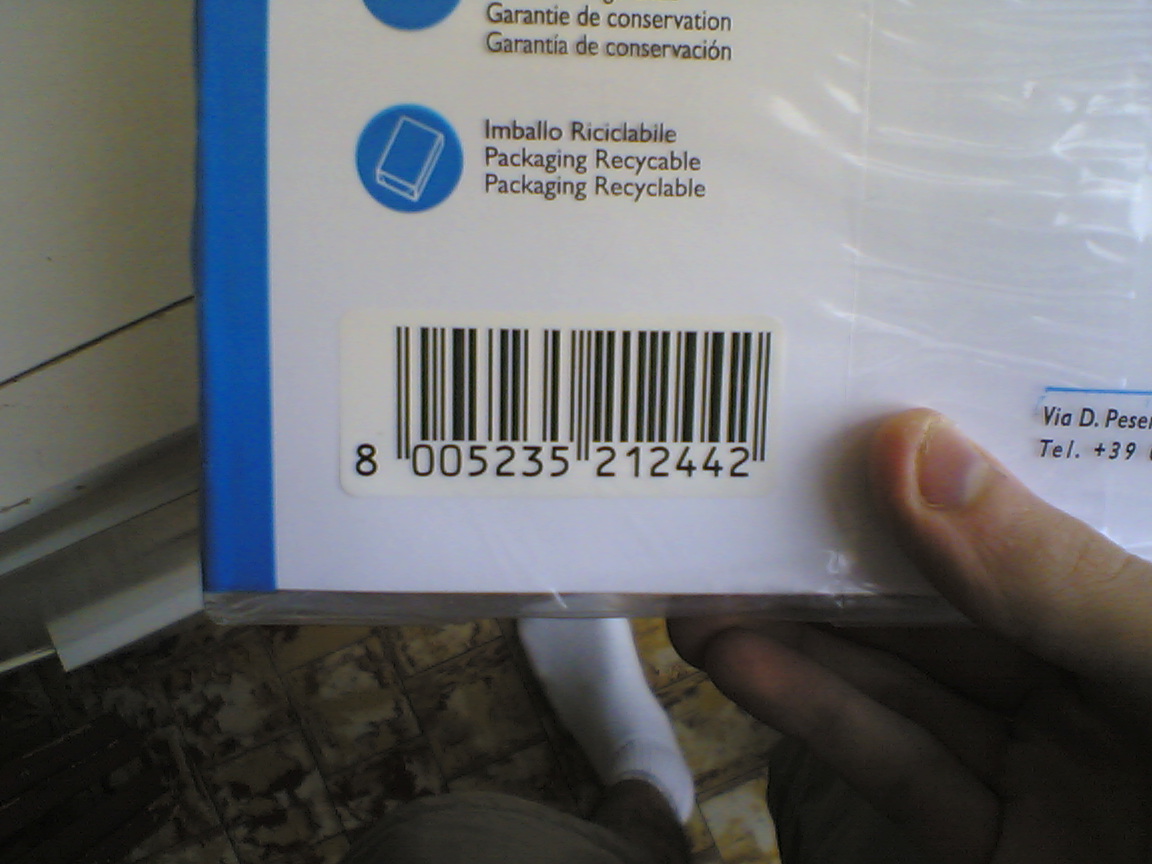 Garantie de conservation
Garantía de conservación
Imballo Riciclabile
Packaging Recycable
Packaging Recyclable
8 005235 212442
Via D.
Tel. +39